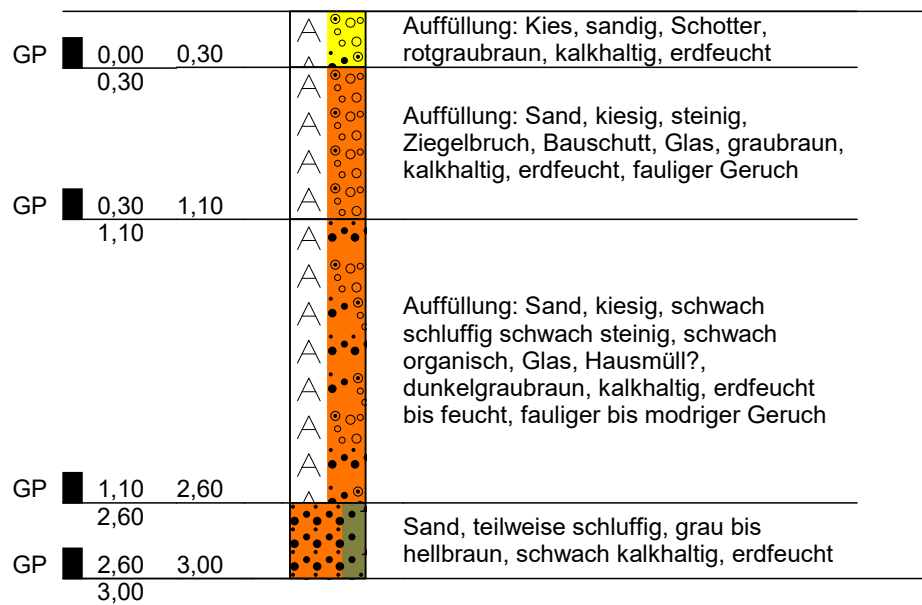 Auffüllung: Kies, sandig, Schotter,
rotgraubraun, kalkhaltig, erdfeucht
GP 0,00 0,30
0,30
Auffüllung: Sand, kiesig, steinig,
Ziegelbruch, Bauschutt, Glas, graubraun,
kalkhaltig, erdfeucht, fauliger Geruch
GP 0,30 1,10
1,10
Auffüllung: Sand, kiesig, schwach
schluffig schwach steinig, schwach
organisch, Glas, Hausmüll?,
dunkelgraubraun, kalkhaltig, erdfeucht
bis feucht, fauliger bis modriger Geruch
GP 1,10 2,60
2,60
Sand, teilweise schluffig, grau bis
hellbraun, schwach kalkhaltig, erdfeucht
GP 2,60 3,00
3,00
A
A
A
A
A
A
A
A
A
A
A
A